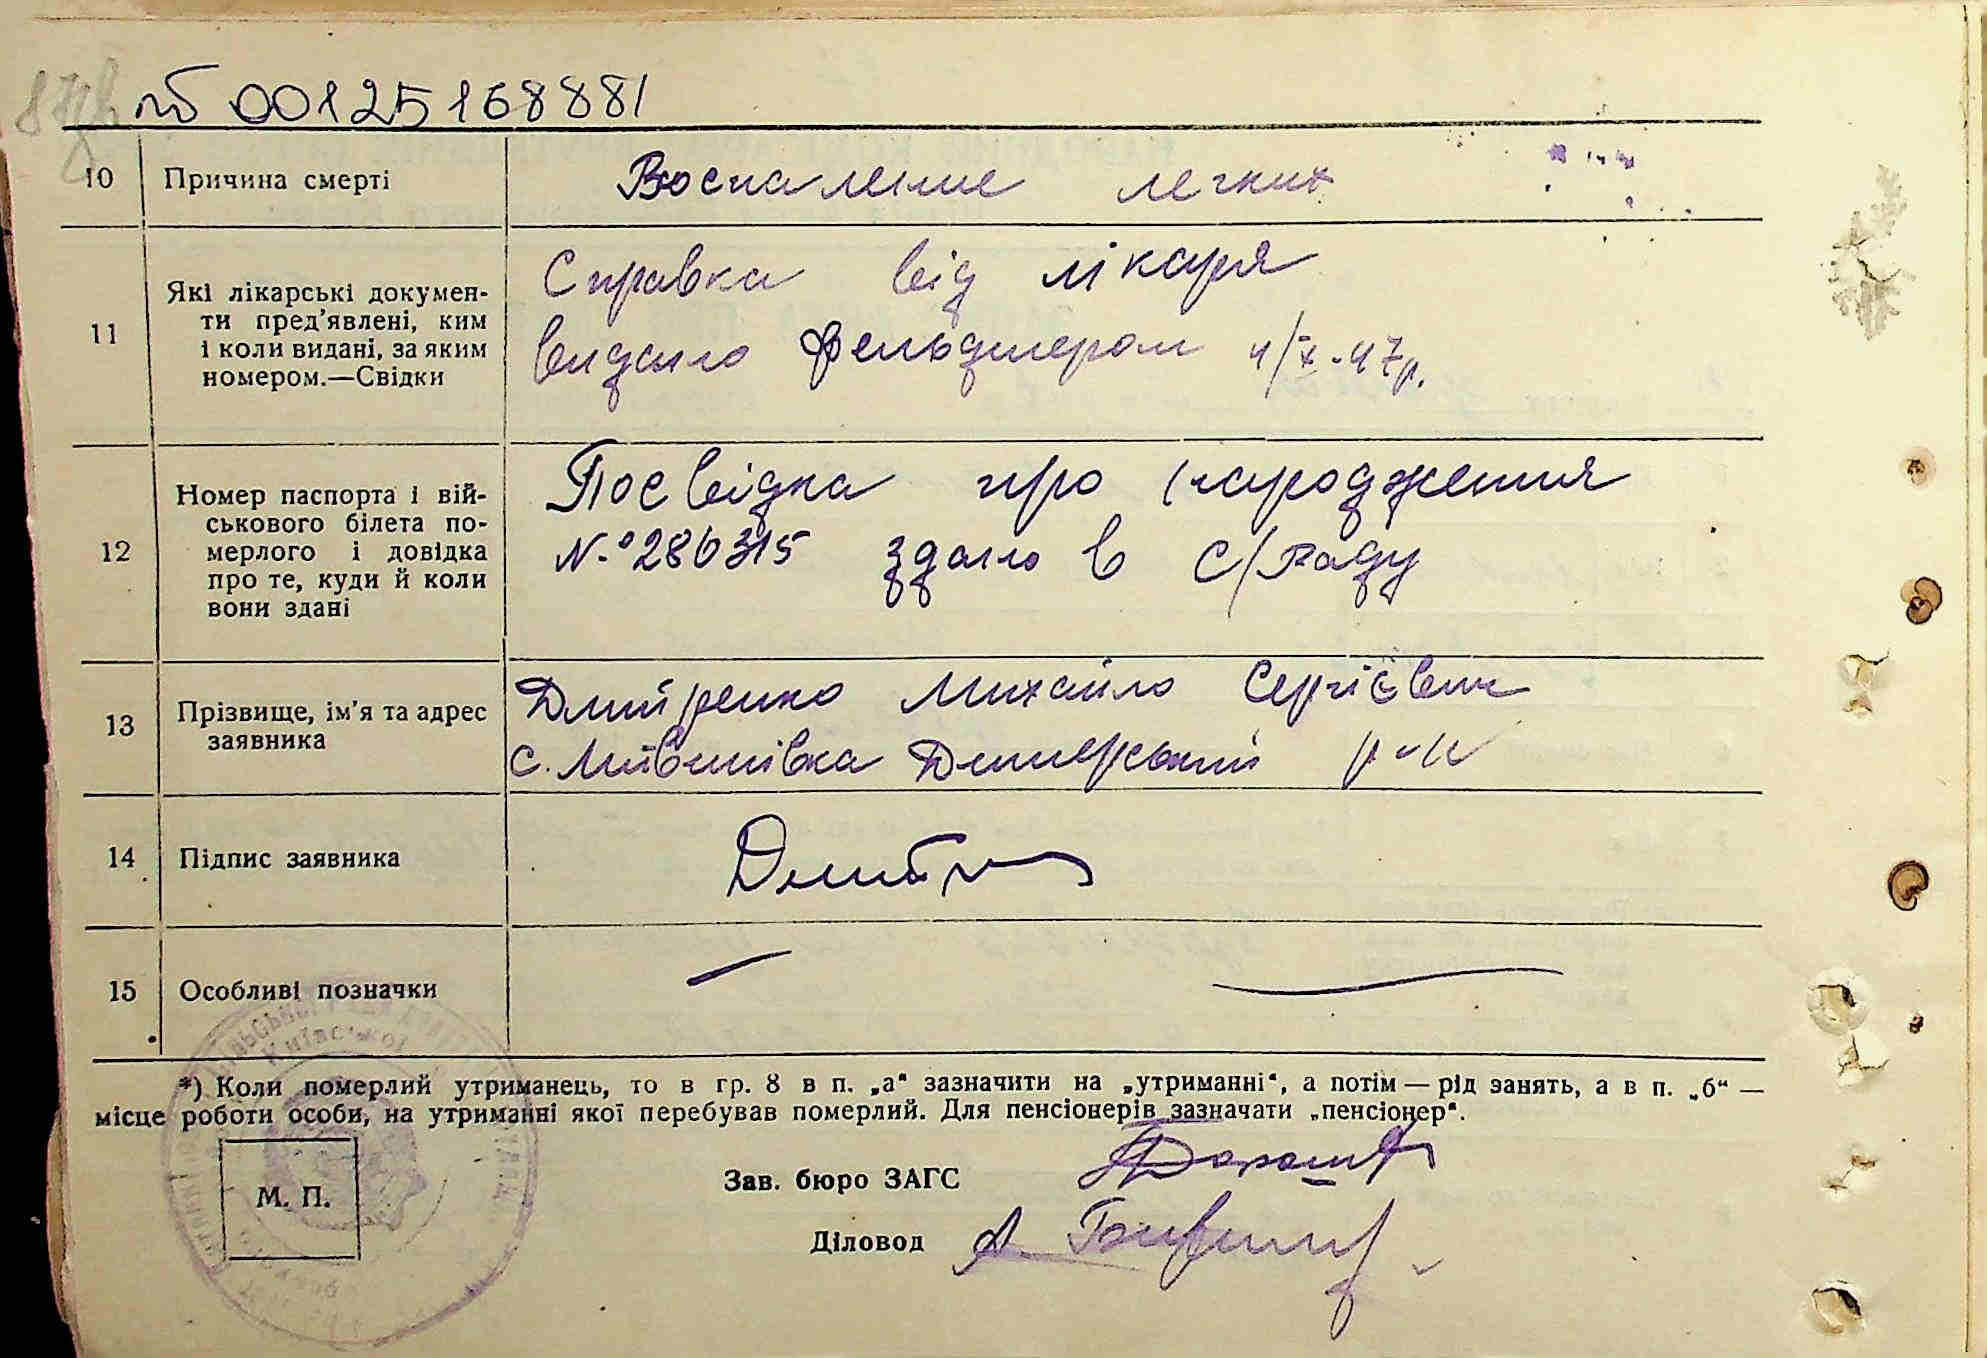 00125168881
10 Причина смерті Воспаление легких
11 Які лікарські докумен-
ти пред'явлені, ким
і коли видані, за яким
номером.—Свідки
Справка від лікаря
видано фельдшером 4/X-47р.
12 Номер паспорта і вій-
ськового білета по-
мерлого і довідка
про те, куди й коли
вони здані
Посвідка про народження
N° 286315 здано в С/Раду
13 Прізвище, ім'я та адрес
заявника
Дмитренко Михайло Сергієвич
с. Димерський р-н
14 Підпис заявника
15 Особливі позначки — —
*) Коли померлий утриманець, то в гр. 8 в п. „а" зазначити на „утриманні", а потім — рід занять, а в п. „б" —
місце роботи особи, на утриманні якої перебував померлий. Для пенсіонерів зазначати „пенсіонер".
Київської
М. П.
Зав. бюро ЗАГС
Діловод